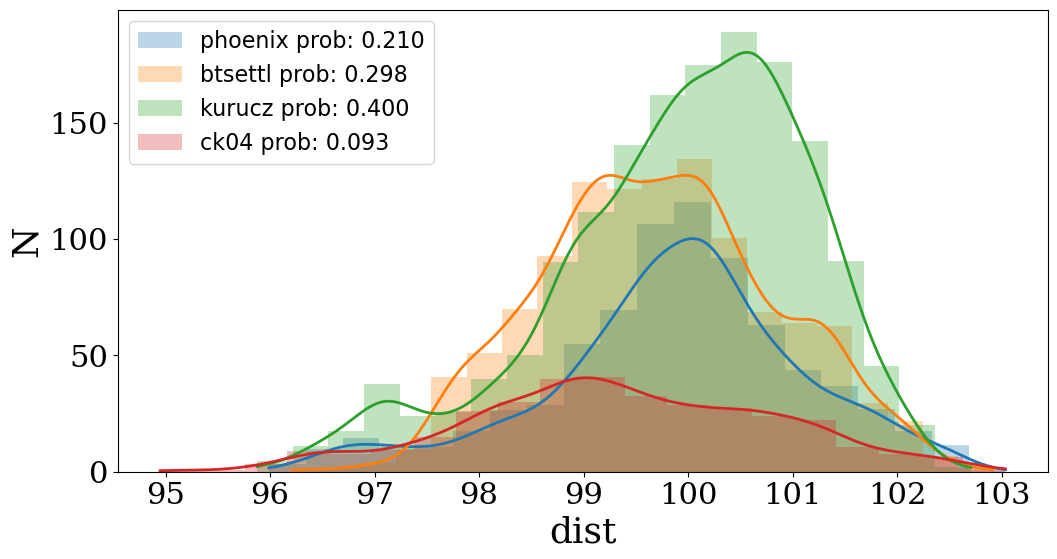 phoenix prob: 0.210
btsettl prob: 0.298
kurucz prob: 0.400
ck04 prob: 0.093
N
150
100
50
0
95 96 97 98 99 100 101 102 103
dist